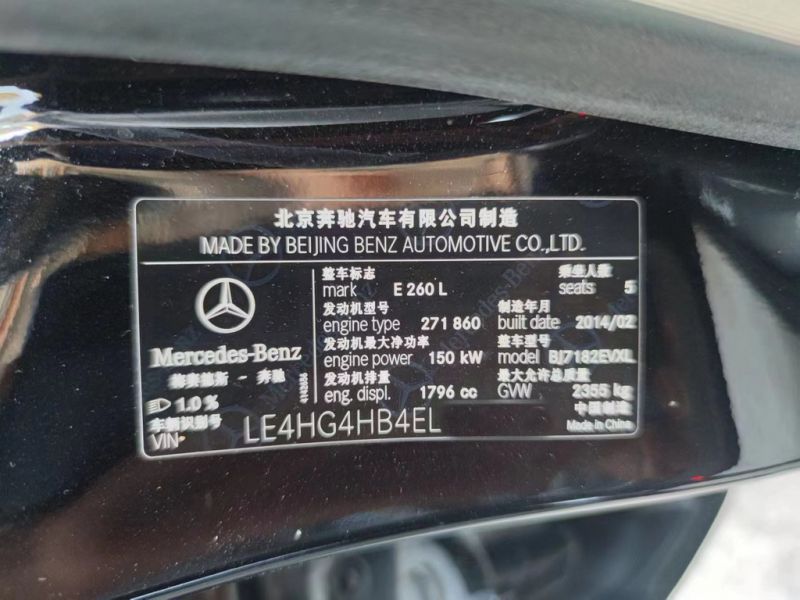 北京奔驰汽车有限公司制造
MADE BY BEIJING BENZ AUTOMOTIVE CO.,LTD.
整车标志
mark E 260 L
乘坐人数
seats 5
发动机型号
engine type 271 860
制造年月
built date 2014/02
发动机最大净功率
engine power 150 kW
整车型号
model BJ7182EVXL
发动机排量
eng. displ. 1796 cc
最大允许总质量
GVW 2355 kg
Mercedes-Benz
梅赛德斯 - 奔驰
1.0 %
车辆识别号
VIN LE4HG4HB4EL
中国制造
Made in China